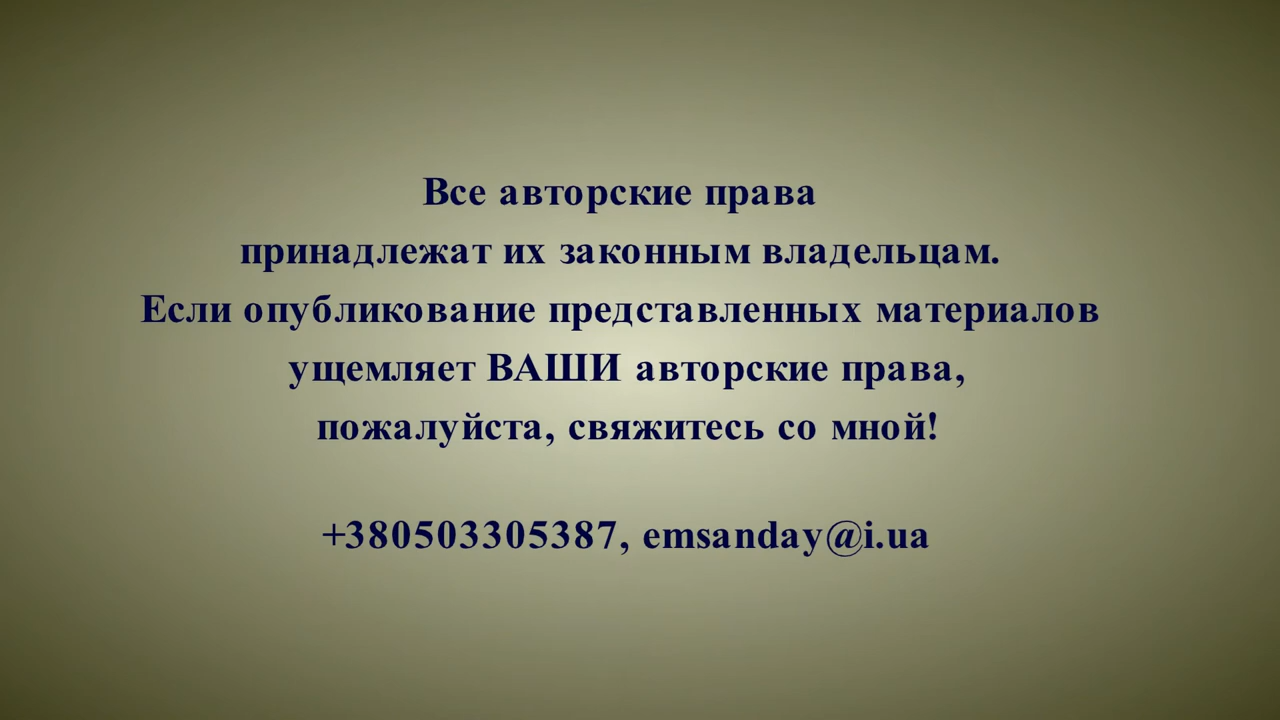 Все авторские права
принадлежат их законным владельцам.
Если опубликование представленных материалов
ущемляет ВАШИ авторские права,
пожалуйста, свяжитесь со мной!
+380503305387, emsanday@i.ua